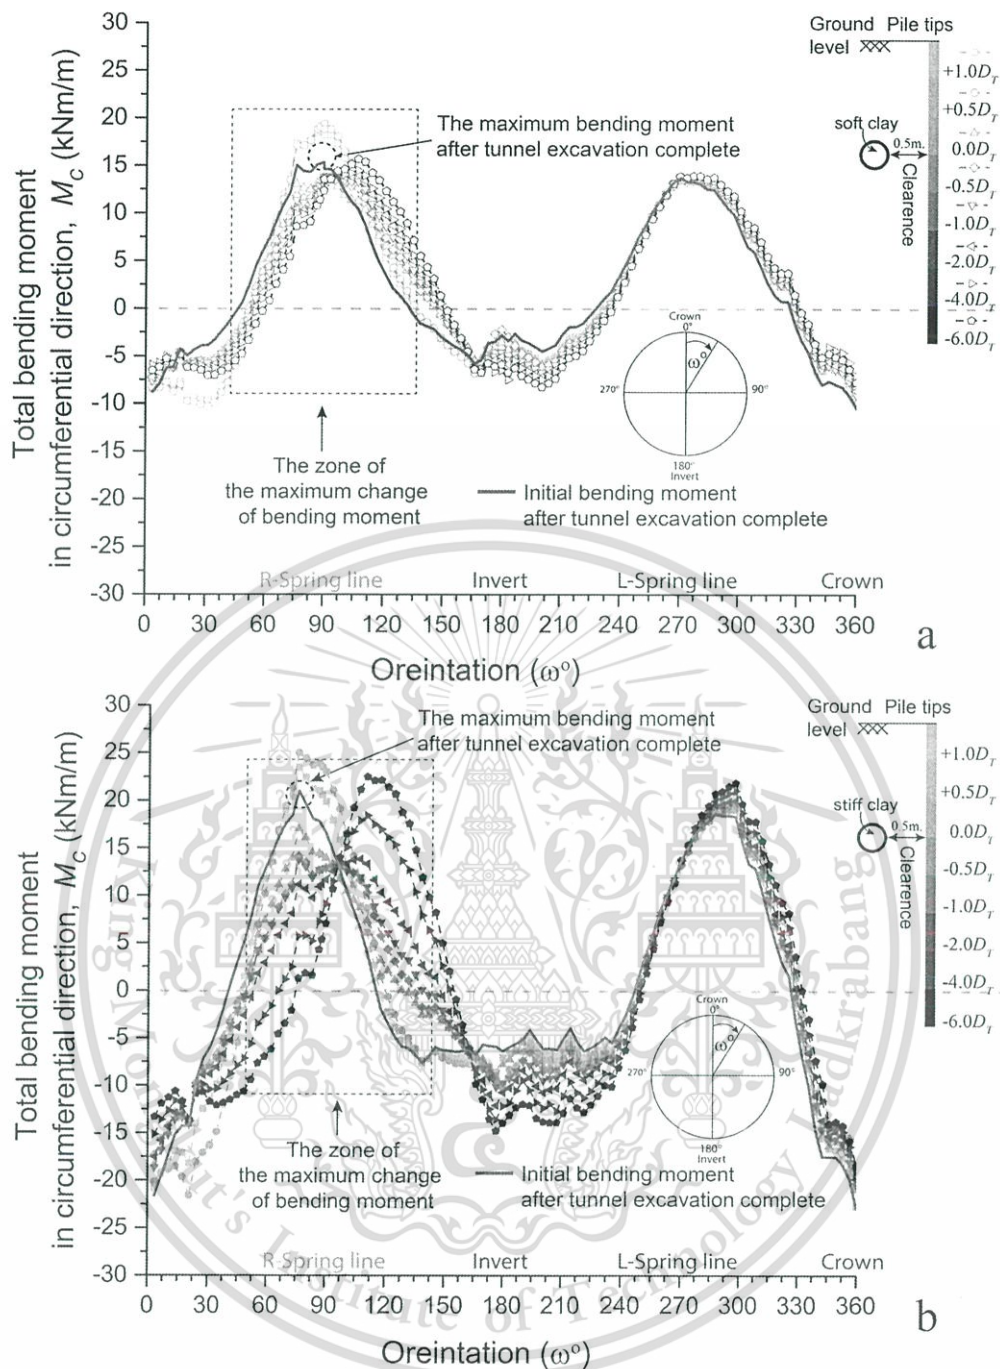 30
25
20
15
10
5
0
-5
-10
-15
-20
-25
-30
Total bending moment
in circumferential direction, M_C (kNm/m)
The maximum bending moment
after tunnel excavation complete
Ground Pile tips
level
+1.0D_T
+0.5D_T
0.0D_T
-0.5D_T
-1.0D_T
-2.0D_T
-4.0D_T
-6.0D_T
soft clay
0.5m.
Clearence
Crown
0°
ω°
270°
90°
180°
Invert
The zone of
the maximum change
of bending moment
Initial bending moment
after tunnel excavation complete
R-Spring line Invert L-Spring line Crown
0 30 60 90 120 150 180 210 240 270 300 330 360
a
Oreintation (ω°)
30
25
20
15
10
5
0
-5
-10
-15
-20
-25
-30
Total bending moment
in circumferential direction, M_C (kNm/m)
The maximum bending moment
after tunnel excavation complete
Ground Pile tips
level
+1.0D_T
+0.5D_T
0.0D_T
-0.5D_T
-1.0D_T
-2.0D_T
-4.0D_T
-6.0D_T
stiff clay
0.5m.
Clearence
Crown
0°
ω°
270°
90°
180°
Invert
The zone of
the maximum change
of bending moment
Initial bending moment
after tunnel excavation complete
R-Spring line Invert L-Spring line Crown
0 30 60 90 120 150 180 210 240 270 300 330 360
b
Oreintation (ω°)
King Mongkut's Institute of Technology Ladkrabang